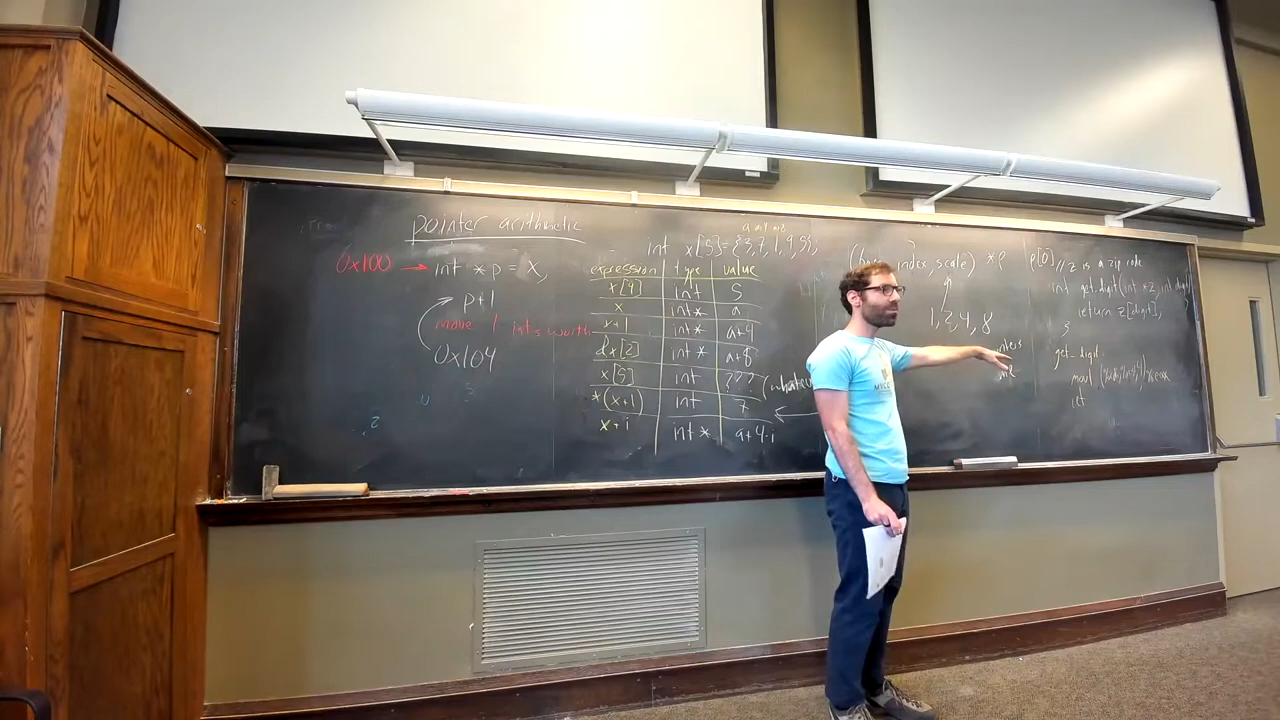 pointer arithmetic
0x100 → int *p = x;
p+1
move 1 int's worth
0x104
int x[5] = {3,7,1,9,5};
expression type value
x[4] int 5
x int* a
x+1 int* a+4
&x[2] int* a+8
x[5] int ??? (whatever
*(x+1) int 7
x+i int* a+4·i
index, scale) *p p[0]
1, 2, 4, 8
// z is a zip code
int get_digit(int *z, int digit
return z[digit];
}
get_digit:
movl